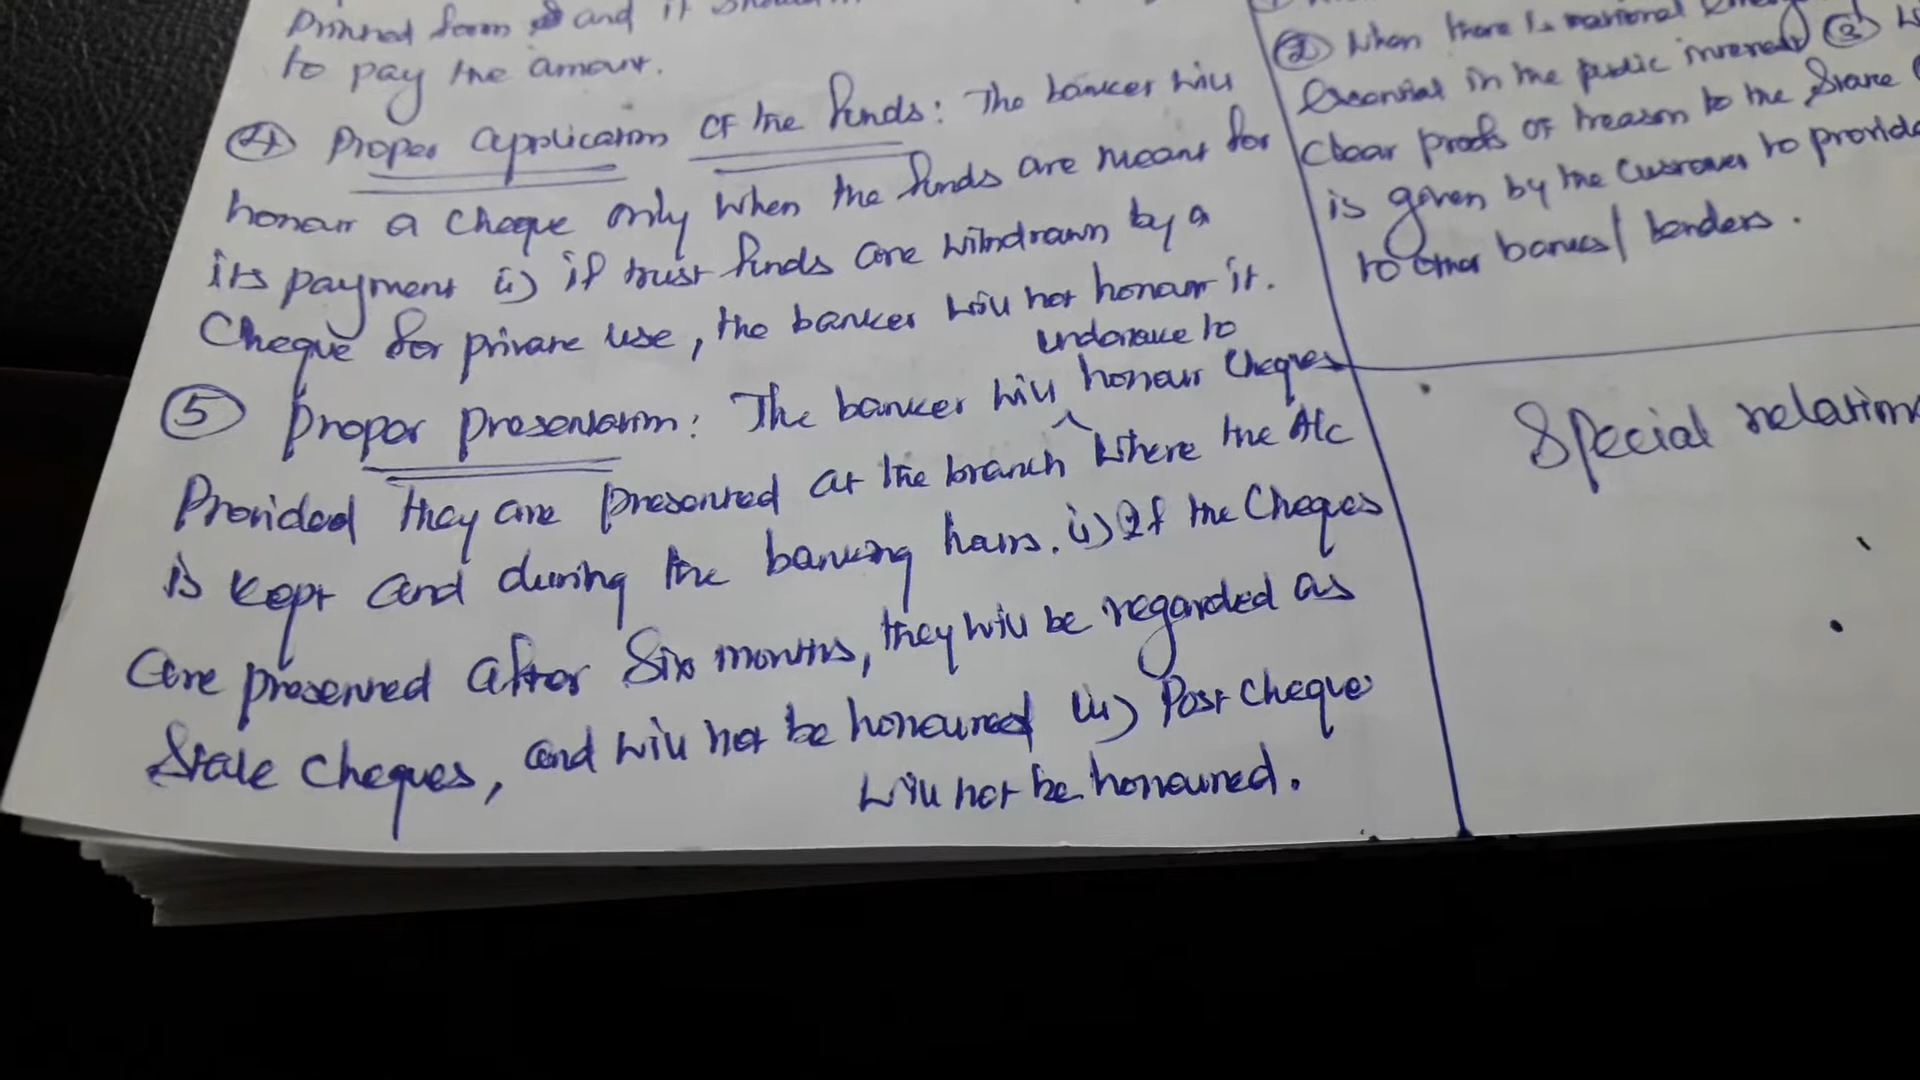 Printed form and it should
to pay the amount.
④ Proper application of the funds: The banker will
honour a cheque only when the funds are meant for
its payment ii) if trust funds are withdrawn by a
Cheque for private use, the banker will not honour it.
undertake to
⑤ Proper presentation: The banker will ^ honour Cheques
Provided they are presented at the branch where the A/c
is kept and during the banking hours. ii) If the Cheques
are presented after Six months, they will be regarded as
Stale Cheques, and will not be honoured iii) Post Cheque
will not be honoured.
② When there is national
Essential in the public interest ③
clear proofs of treason to the State
is given by the customer to provide
to other banks/ lenders.
Special relation